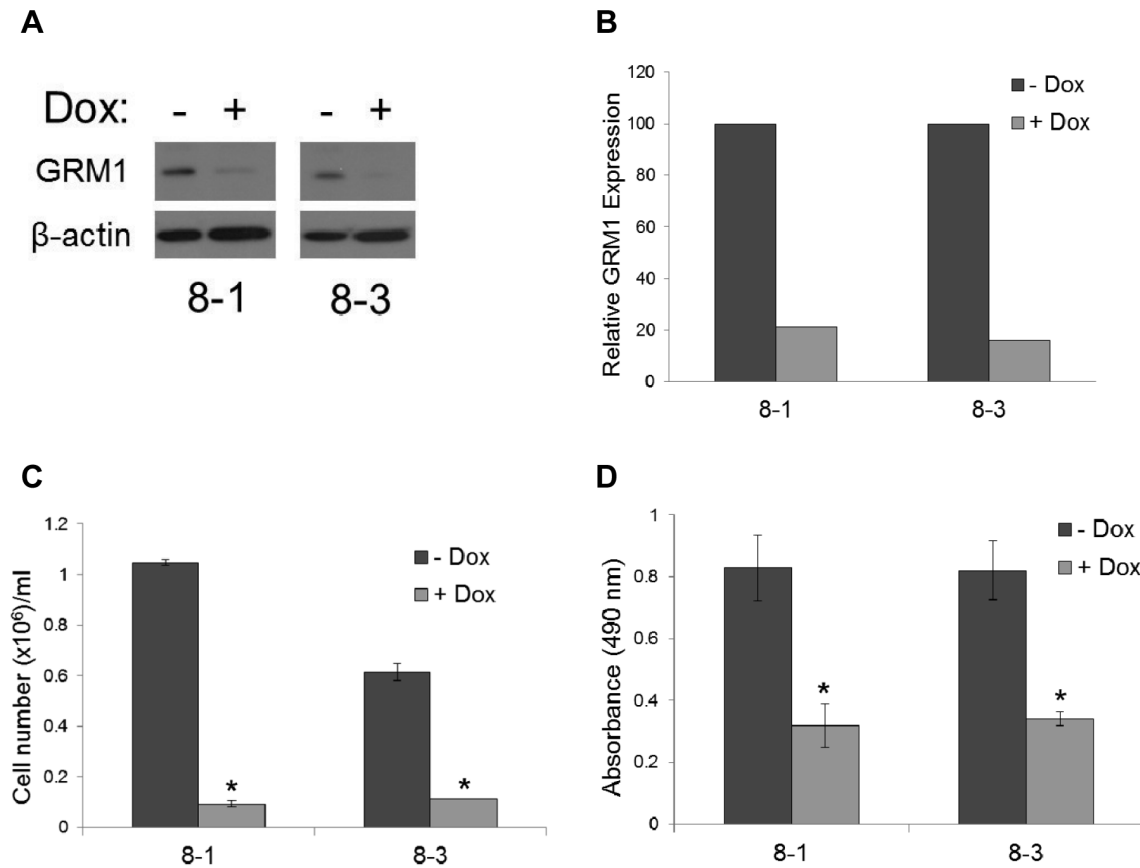 A
Dox: - + - +
GRM1
β-actin
8-1 8-3
B
Relative GRM1 Expression
120
100
80
60
40
20
0
- Dox
+ Dox
8-1 8-3
C
Cell number (x10⁶)/ml
1.2
1
0.8
0.6
0.4
0.2
0
- Dox
+ Dox
* *
8-1 8-3
D
Absorbance (490 nm)
1
0.8
0.6
0.4
0.2
0
- Dox
+ Dox
* *
8-1 8-3